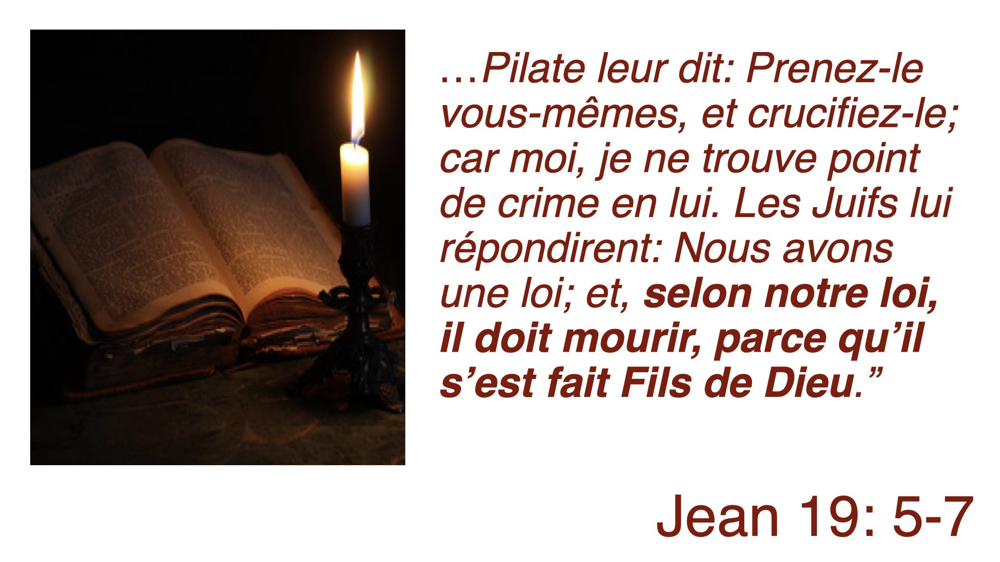 …Pilate leur dit: Prenez-le
vous-mêmes, et crucifiez-le;
car moi, je ne trouve point
de crime en lui. Les Juifs lui
répondirent: Nous avons
une loi; et, selon notre loi,
il doit mourir, parce qu’il
s’est fait Fils de Dieu.”
Jean 19: 5-7